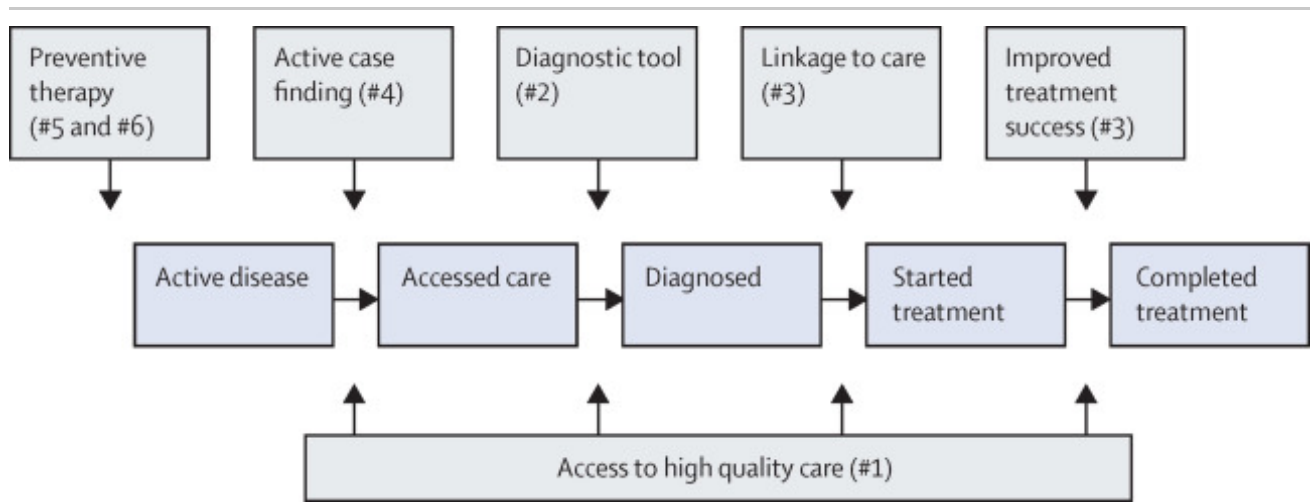 Preventive
therapy
(#5 and #6)
Active case
finding (#4)
Diagnostic tool
(#2)
Linkage to care
(#3)
Improved
treatment
success (#3)
Active disease
Accessed care
Diagnosed
Started
treatment
Completed
treatment
Access to high quality care (#1)